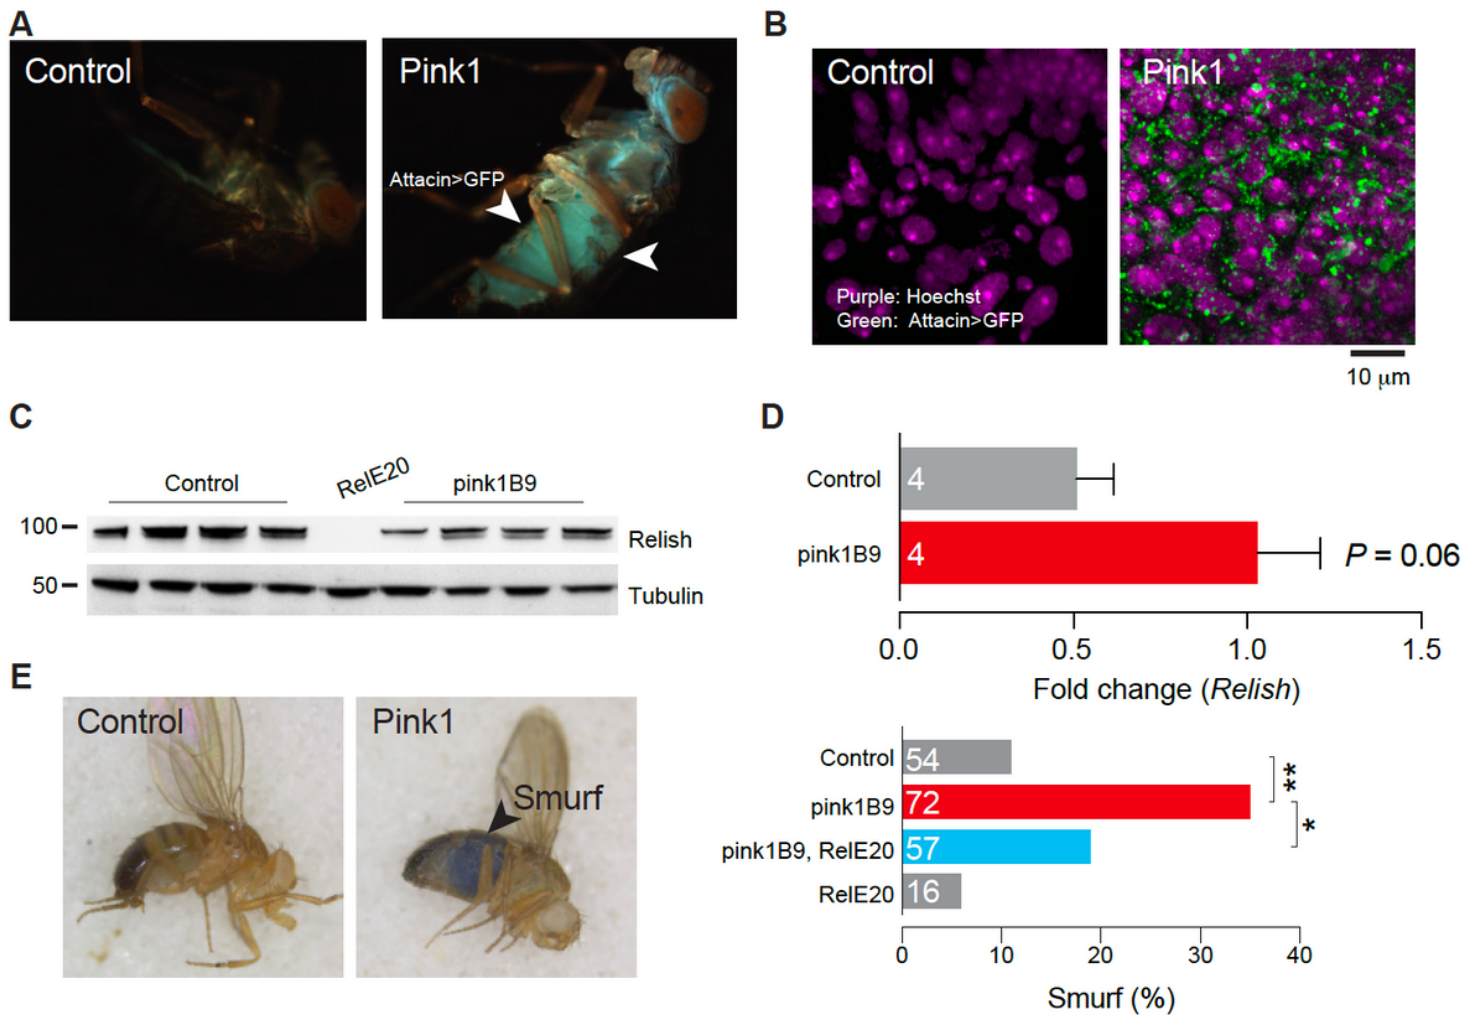 A
Control
Pink1
Attacin>GFP
B
Control
Purple: Hoechst
Green: Attacin>GFP
Pink1
10 μm
C
Control
RelE20
pink1B9
100
Relish
50
Tubulin
D
Control
4
pink1B9
4
P = 0.06
0.0
0.5
1.0
1.5
Fold change (Relish)
E
Control
Pink1
Smurf
Control
54
pink1B9
72
pink1B9, RelE20
57
RelE20
16
**
*
0
10
20
30
40
Smurf (%)